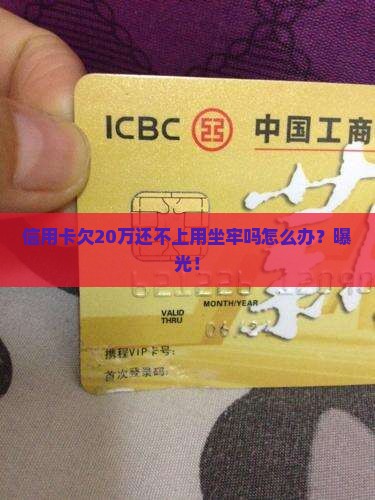 ICBC 中国工商
信用卡欠20万还不上用坐牢吗怎么办？曝
光！
MONTH/YEAR
VALID
THRU
携程VIP卡号：
首次登录码：